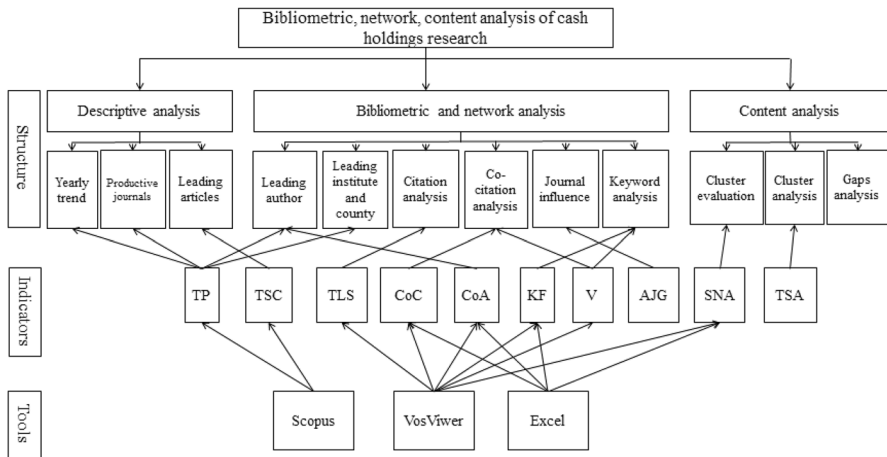 Bibliometric, network, content analysis of cash
holdings research
Structure
Descriptive analysis
Bibliometric and network analysis
Content analysis
Yearly
trend
Productive
journals
Leading
articles
Leading
author
Leading
institute
and
county
Citation
analysis
Co-
citation
analysis
Journal
influence
Keyword
analysis
Cluster
evaluation
Cluster
analysis
Gaps
analysis
Indicators
TP
TSC
TLS
CoC
CoA
KF
V
AJG
SNA
TSA
Tools
Scopus
VosViwer
Excel